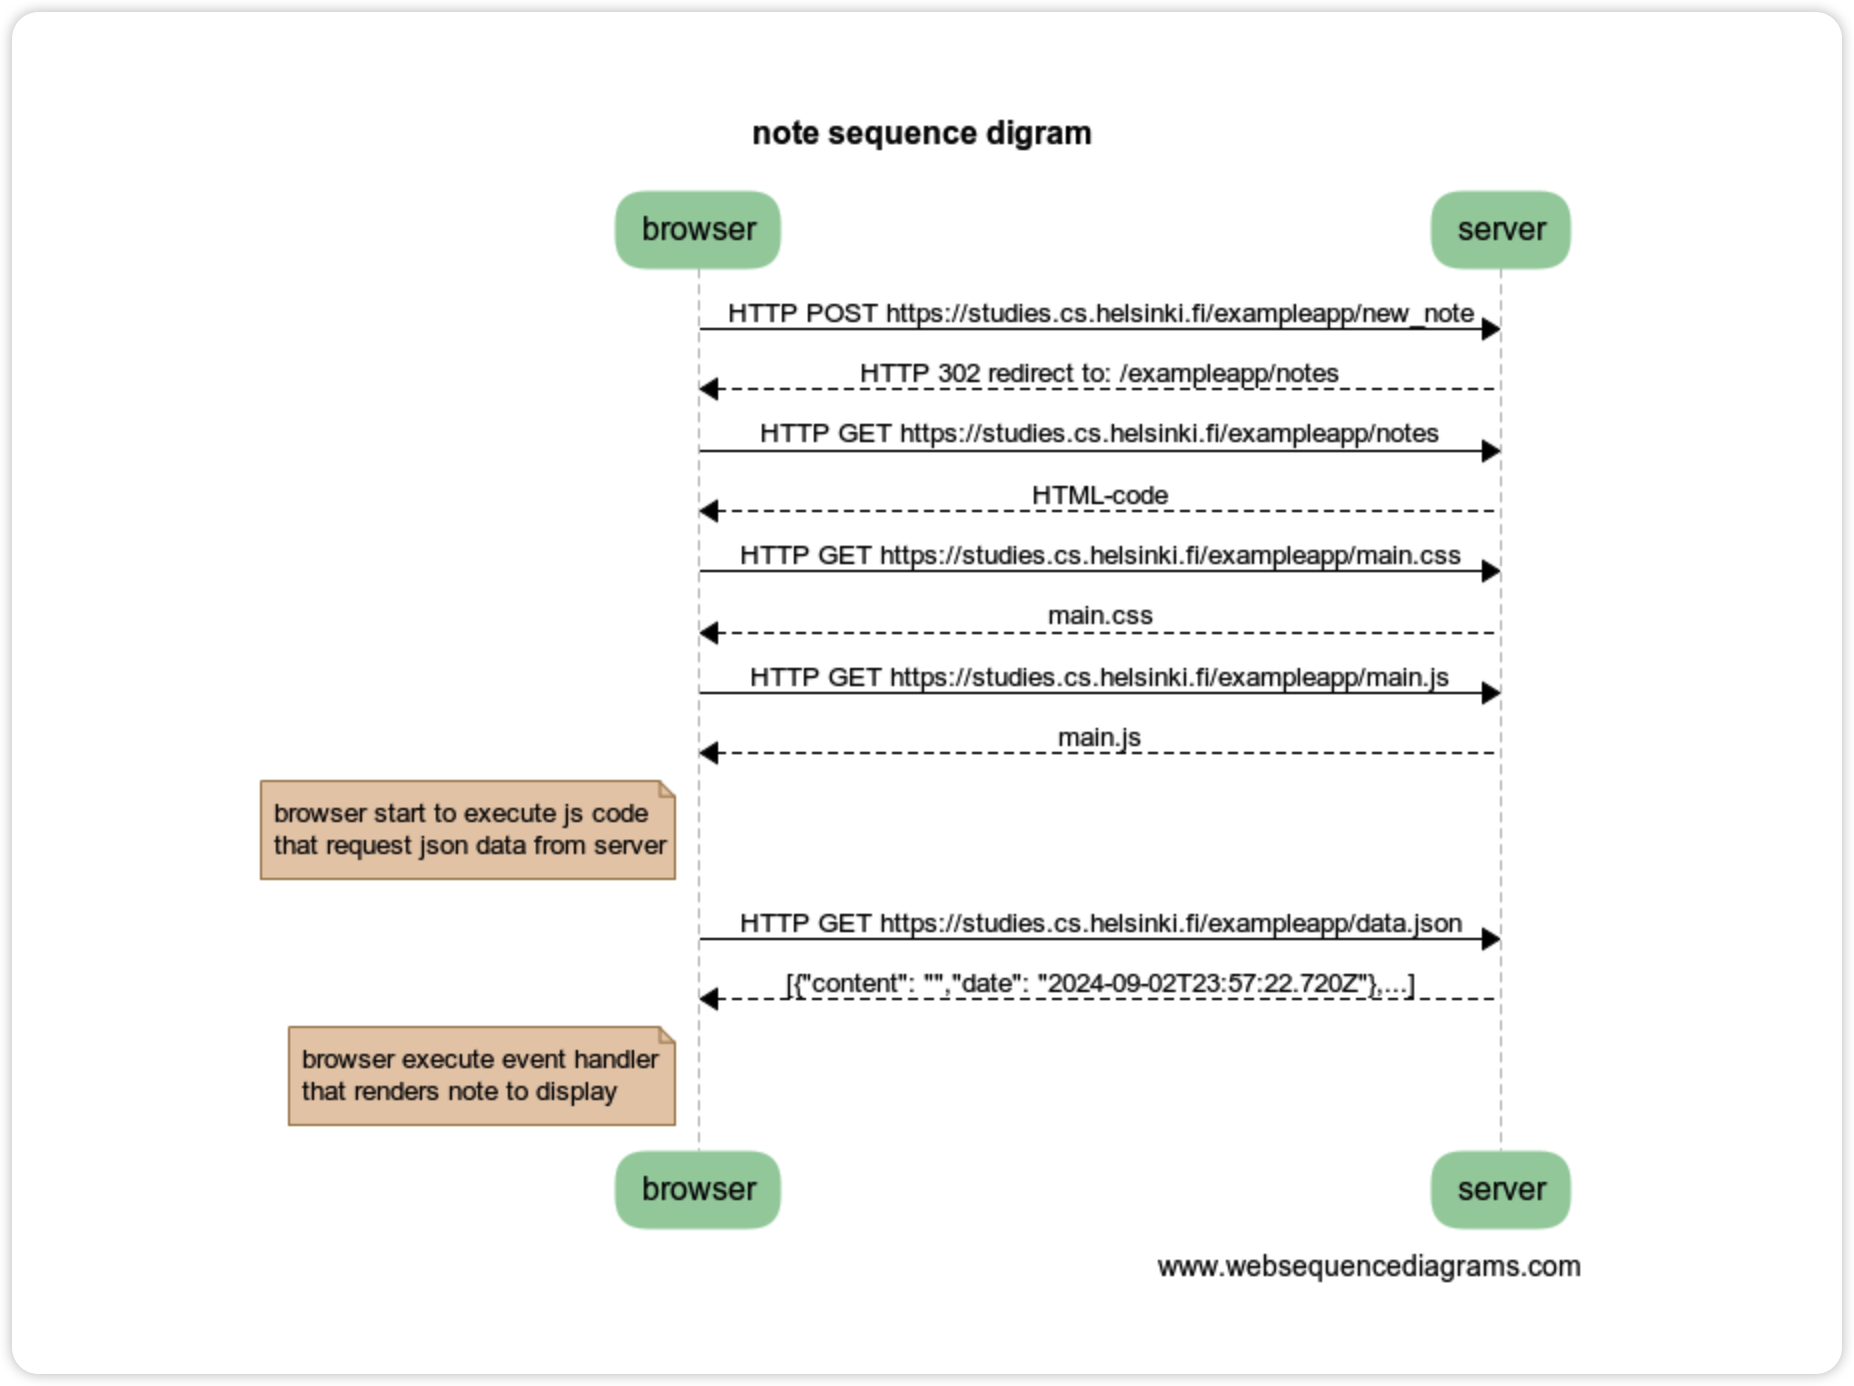 note sequence digram
browser
server
HTTP POST https://studies.cs.helsinki.fi/exampleapp/new_note
HTTP 302 redirect to: /exampleapp/notes
HTTP GET https://studies.cs.helsinki.fi/exampleapp/notes
HTML-code
HTTP GET https://studies.cs.helsinki.fi/exampleapp/main.css
main.css
HTTP GET https://studies.cs.helsinki.fi/exampleapp/main.js
main.js
browser start to execute js code
that request json data from server
HTTP GET https://studies.cs.helsinki.fi/exampleapp/data.json
[{"content": "","date": "2024-09-02T23:57:22.720Z"},...]
browser execute event handler
that renders note to display
browser
server
www.websequencediagrams.com